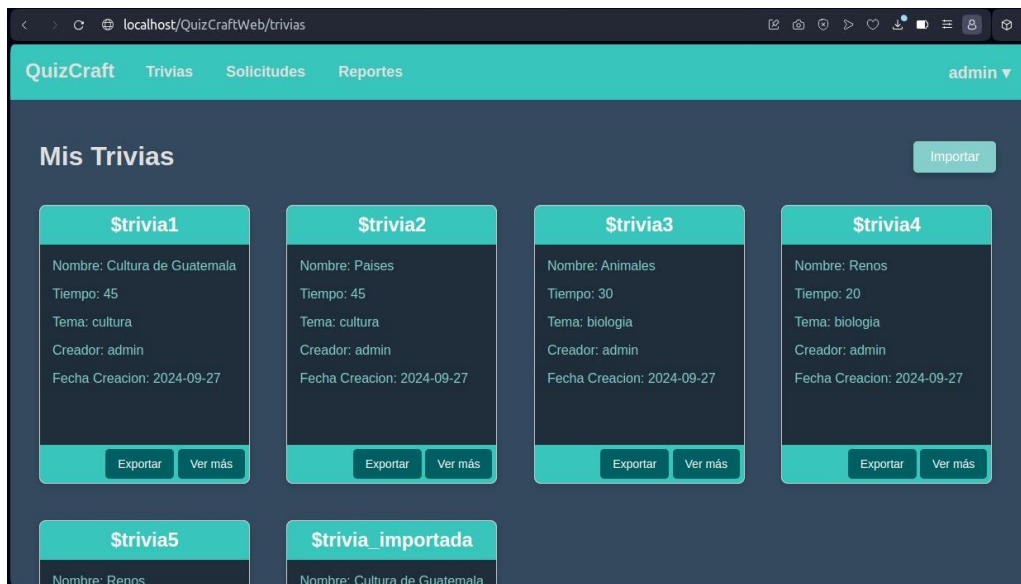 localhost/QuizCraftWeb/trivias
QuizCraft Trivias Solicitudes Reportes admin ▾
Mis Trivias
Importar
$trivia1
Nombre: Cultura de Guatemala
Tiempo: 45
Tema: cultura
Creador: admin
Fecha Creacion: 2024-09-27
Exportar Ver más
$trivia2
Nombre: Paises
Tiempo: 45
Tema: cultura
Creador: admin
Fecha Creacion: 2024-09-27
Exportar Ver más
$trivia3
Nombre: Animales
Tiempo: 30
Tema: biologia
Creador: admin
Fecha Creacion: 2024-09-27
Exportar Ver más
$trivia4
Nombre: Renos
Tiempo: 20
Tema: biologia
Creador: admin
Fecha Creacion: 2024-09-27
Exportar Ver más
$trivia5
Nombre: Renos
$trivia_importada
Nombre: Cultura de Guatemala